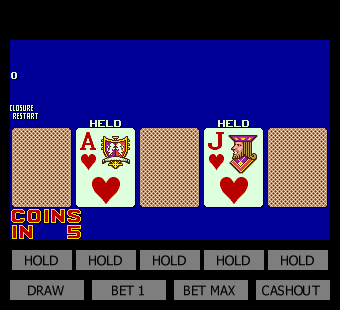 0
CLOSURE
RESTART
HELD HELD
A J
COINS
IN 5
HOLD HOLD HOLD HOLD HOLD
DRAW BET 1 BET MAX CASHOUT